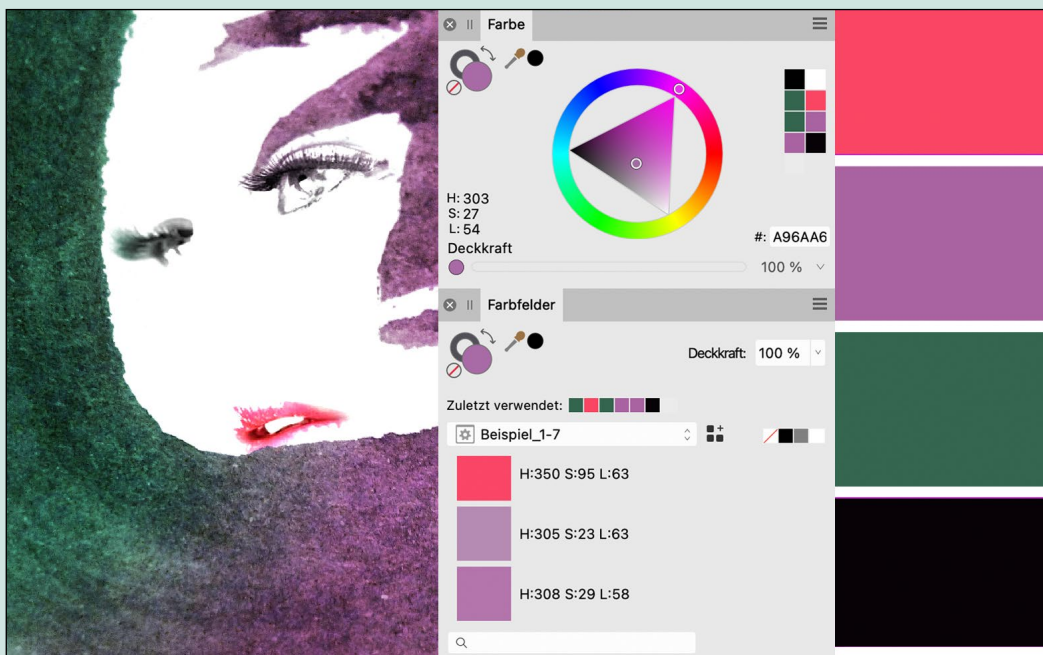 Farbe
H: 303
S: 27
L: 54
#: A96AA6
Deckkraft
100 %
Farbfelder
Deckkraft: 100 %
Zuletzt verwendet:
Beispiel_1-7
H:350 S:95 L:63
H:305 S:23 L:63
H:308 S:29 L:58